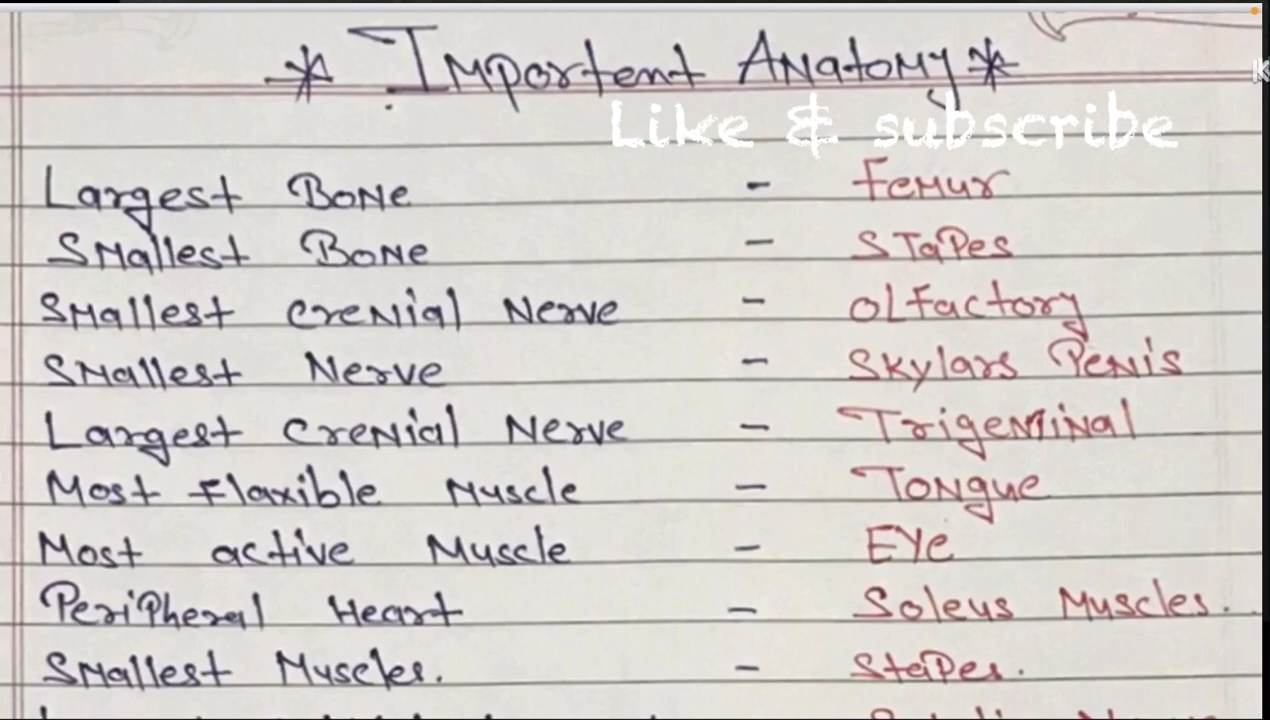 * Importent Anatomy *
Like & subscribe
Largest Bone - Femur
Smallest Bone - Stapes
Smallest Crenial Nerve - Olfactory
Smallest Nerve - Skylars Penis
Largest Crenial Nerve - Trigeminal
Most Flaxible Muscle - Tongue
Most active Muscle - Eye
Peripheral Heart - Soleus Muscles.
Smallest Muscles. - Stapes.